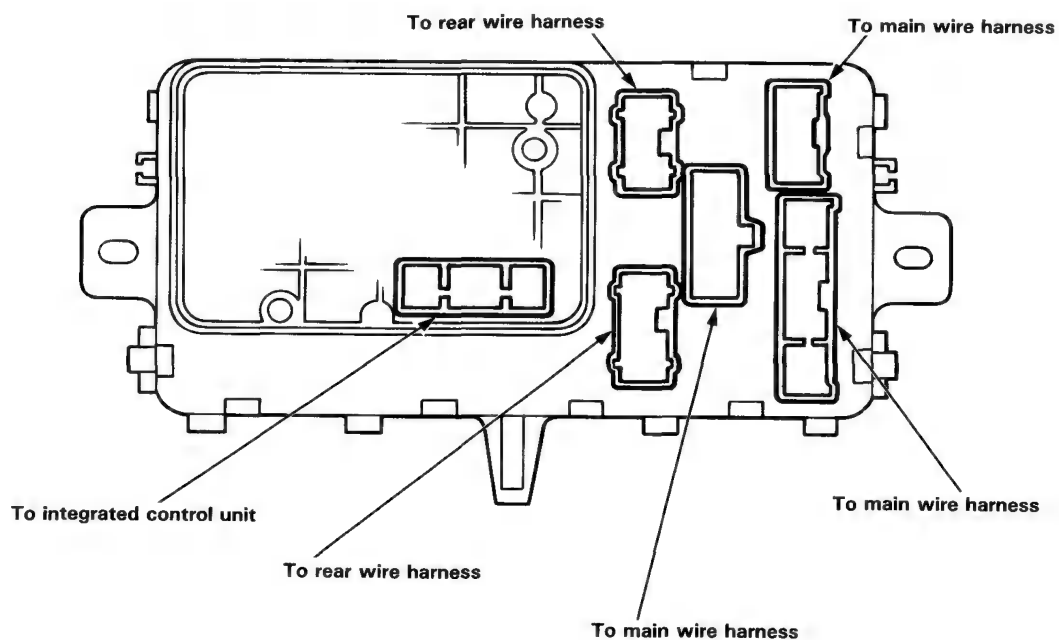 To rear wire harness
To main wire harness
To integrated control unit
To main wire harness
To rear wire harness
To main wire harness